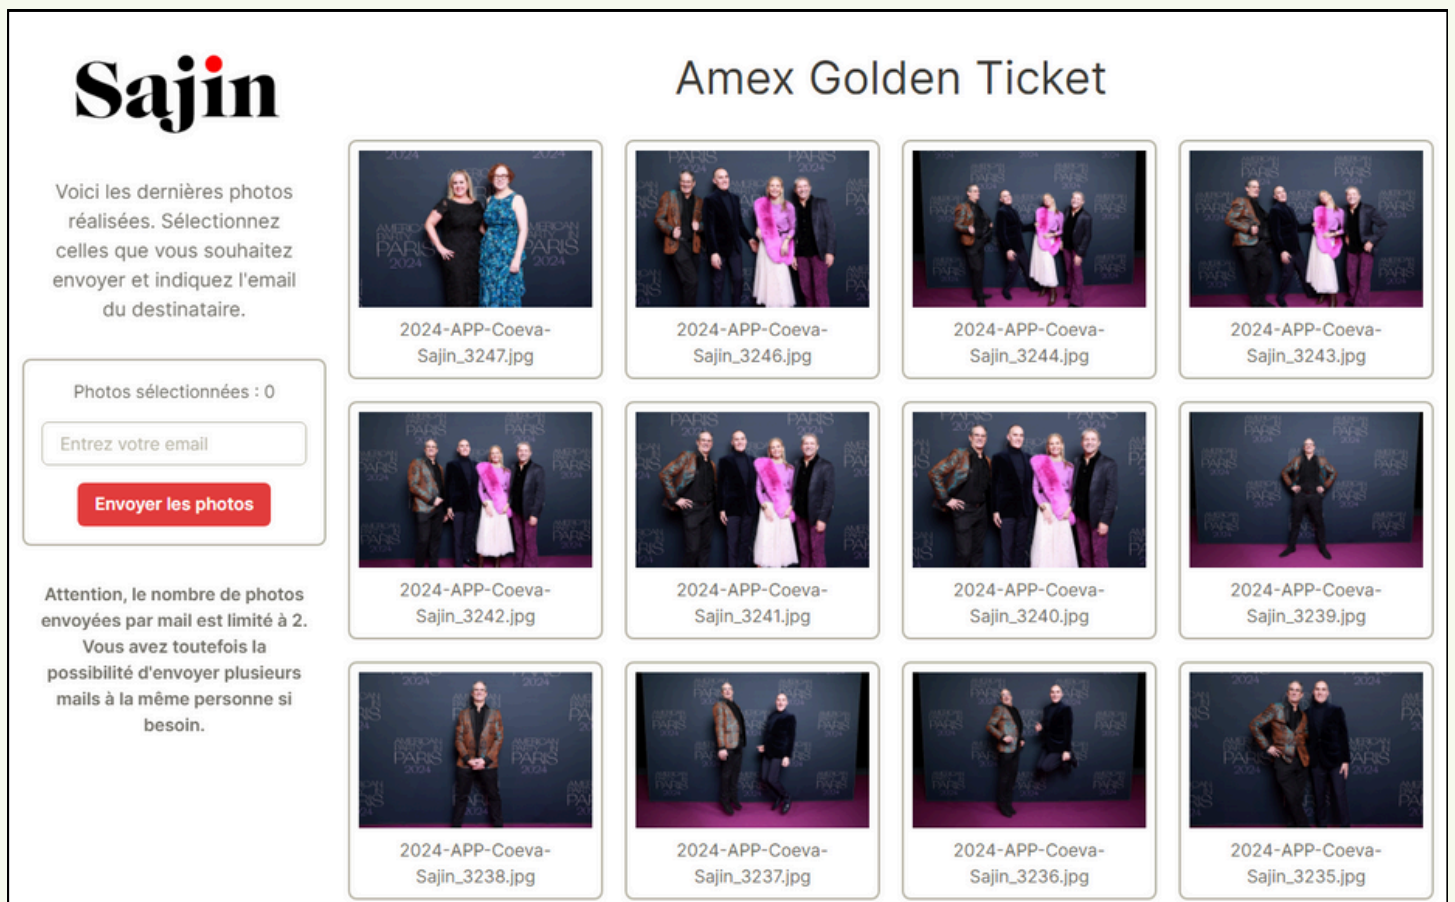 Sajin
Amex Golden Ticket
Voici les dernières photos
réalisées. Sélectionnez
celles que vous souhaitez
envoyer et indiquez l'email
du destinataire.
Photos sélectionnées : 0
Entrez votre email
Envoyer les photos
Attention, le nombre de photos
envoyées par mail est limité à 2.
Vous avez toutefois la
possibilité d'envoyer plusieurs
mails à la même personne si
besoin.
PARIS
2024
2024-APP-Coeva-
Sajin_3247.jpg
2024-APP-Coeva-
Sajin_3246.jpg
2024-APP-Coeva-
Sajin_3244.jpg
2024-APP-Coeva-
Sajin_3243.jpg
2024-APP-Coeva-
Sajin_3242.jpg
2024-APP-Coeva-
Sajin_3241.jpg
2024-APP-Coeva-
Sajin_3240.jpg
2024-APP-Coeva-
Sajin_3239.jpg
AMERICAN
PARIS
2024
2024-APP-Coeva-
Sajin_3238.jpg
2024-APP-Coeva-
Sajin_3237.jpg
2024-APP-Coeva-
Sajin_3236.jpg
2024-APP-Coeva-
Sajin_3235.jpg